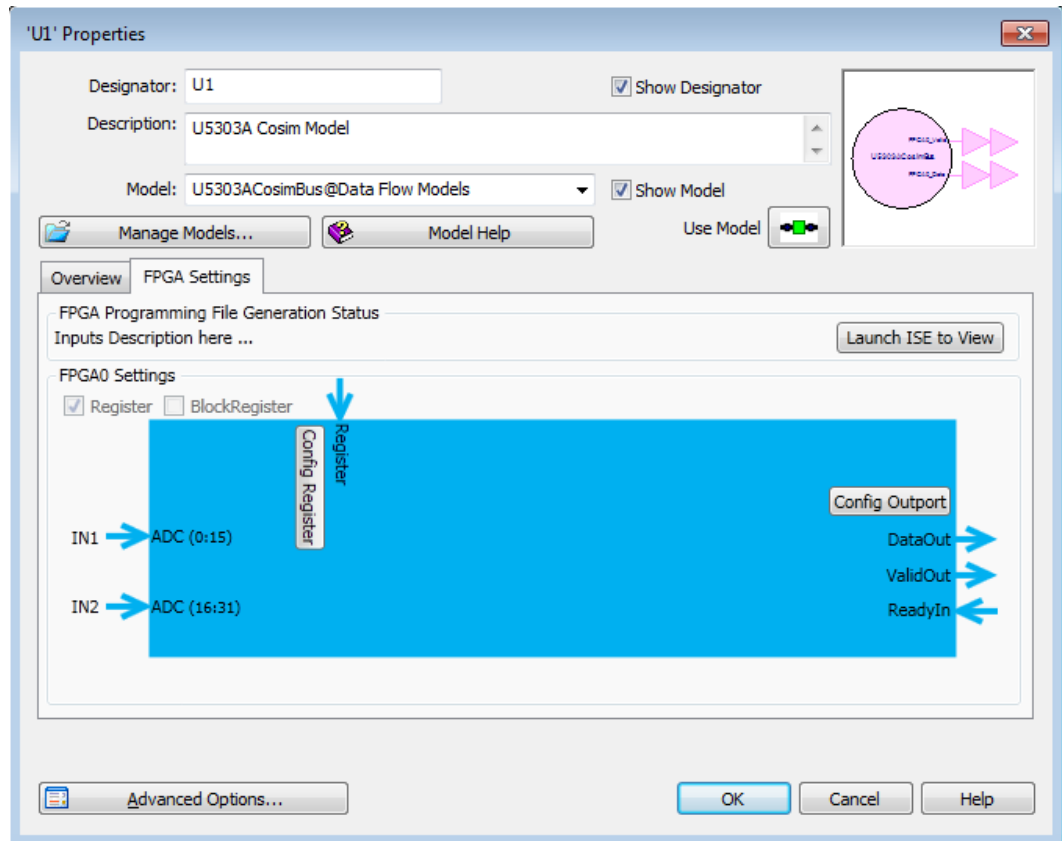 'U1' Properties
Designator: U1
Show Designator
Description: U5303A Cosim Model
Model: U5303ACosimBus@Data Flow Models
Show Model
Manage Models...
Model Help
Use Model
U5303ACosimBus
FPGA0_Valid
FPGA0_Data
Overview
FPGA Settings
FPGA Programming File Generation Status
Inputs Description here ...
Launch ISE to View
FPGA0 Settings
Register
BlockRegister
Register
Config Register
Config Outport
IN1
ADC (0:15)
DataOut
ValidOut
IN2
ADC (16:31)
ReadyIn
Advanced Options...
OK
Cancel
Help